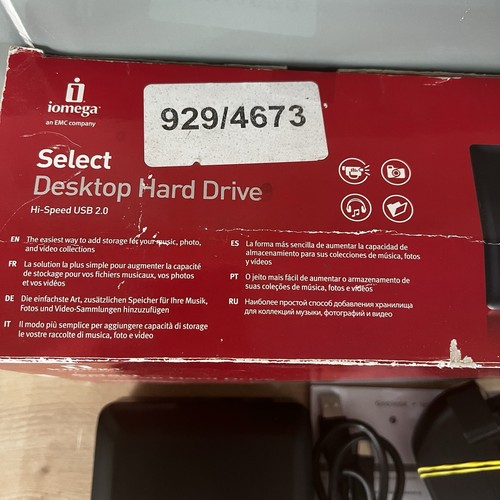 iomega
an EMC company
929/4673
Select
Desktop Hard Drive
Hi-Speed USB 2.0
EN The easiest way to add storage for your music, photo,
and video collections
FR La solution la plus simple pour augmenter la capacité
de stockage pour vos fichiers musicaux, vos photos
et vos vidéos
DE Die einfachste Art, zusätzlichen Speicher für Ihre Musik,
Fotos und Video-Sammlungen hinzuzufügen
IT Il modo più semplice per aggiungere capacità di storage
le vostre raccolte di musica, foto e video
ES La forma más sencilla de aumentar la capacidad de
almacenamiento para sus colecciones de música, fotos
y vídeos
PT O jeito mais fácil de aumentar o armazenamento de
suas coleções de música, fotos e vídeos
RU Наиболее простой способ добавления хранилища
для коллекций музыки, фотографий и видео
Desktop Hard Driv